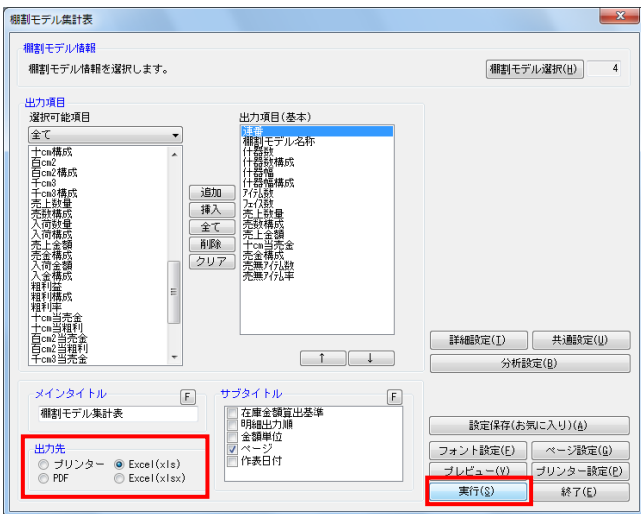 棚割モデル集計表
棚割モデル情報
棚割モデル情報を選択します。
棚割モデル選択(H) 4
出力項目
選択可能項目
全て
十cm構成
百cm2
百cm2構成
千cm3
千cm3構成
売上数量
売数構成
入荷数量
入荷構成
売上金額
売金構成
入荷金額
入金構成
粗利益
粗利構成
粗利率
十cm当売金
十cm当粗利
百cm2当売金
百cm2当粗利
千cm3当売金
追加
挿入
全て
削除
クリア
出力項目(基本)
連番
棚割モデル名称
什器数
什器数構成
什器幅
什器幅構成
アイテム数
フェイス数
売上数量
売数構成
売上金額
十cm当売金
売金構成
売無アイテム数
売無アイテム率
↑ ↓
詳細設定(I) 共通設定(U)
分析設定(B)
メインタイトル F
棚割モデル集計表
サブタイトル F
在庫金額算出基準
明細出力順
金額単位
ページ
作表日付
出力先
プリンター Excel(xls)
PDF Excel(xlsx)
設定保存(お気に入り)(A)
フォント設定(F) ページ設定(G)
プレビュー(V) プリンター設定(P)
実行(S) 終了(E)